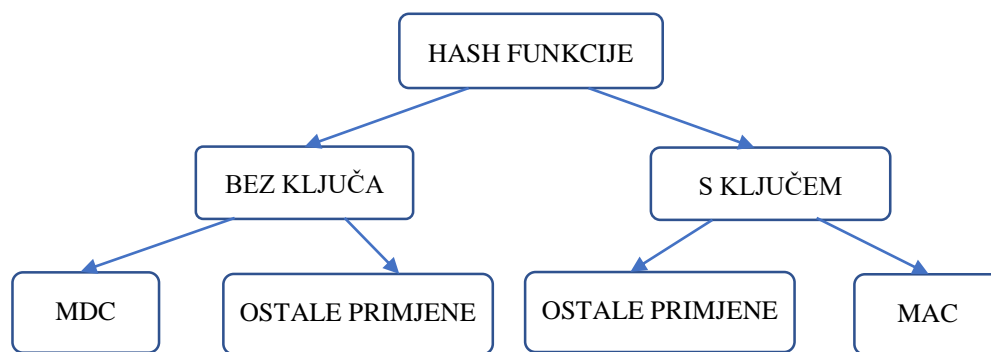 HASH FUNKCIJE
BEZ KLJUČA
S KLJUČEM
MDC
OSTALE PRIMJENE
OSTALE PRIMJENE
MAC